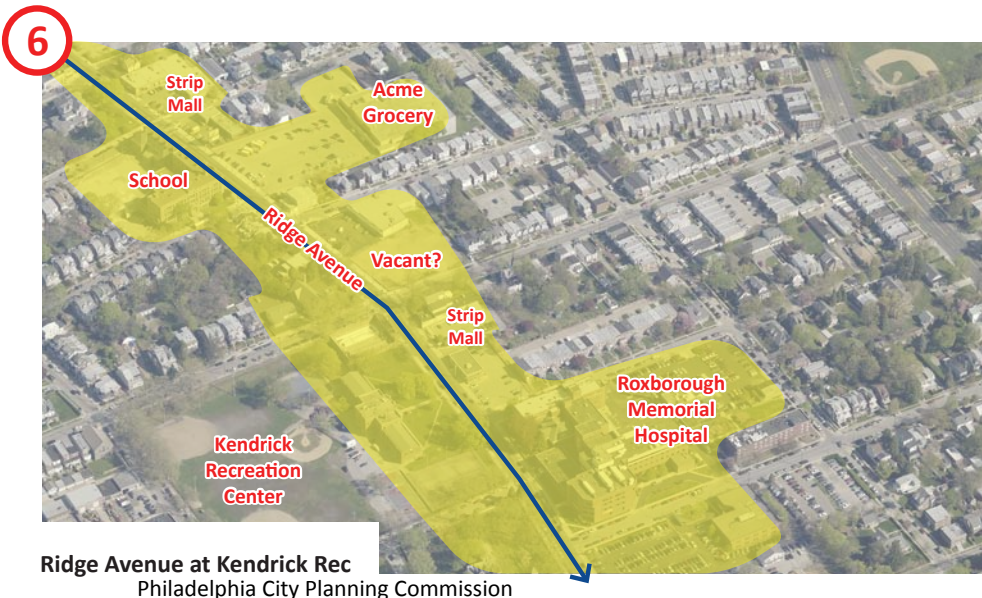 6
Strip
Mall
Acme
Grocery
School
Ridge Avenue
Vacant?
Strip
Mall
Roxborough
Memorial
Hospital
Kendrick
Recreation
Center
Ridge Avenue at Kendrick Rec
Philadelphia City Planning Commission